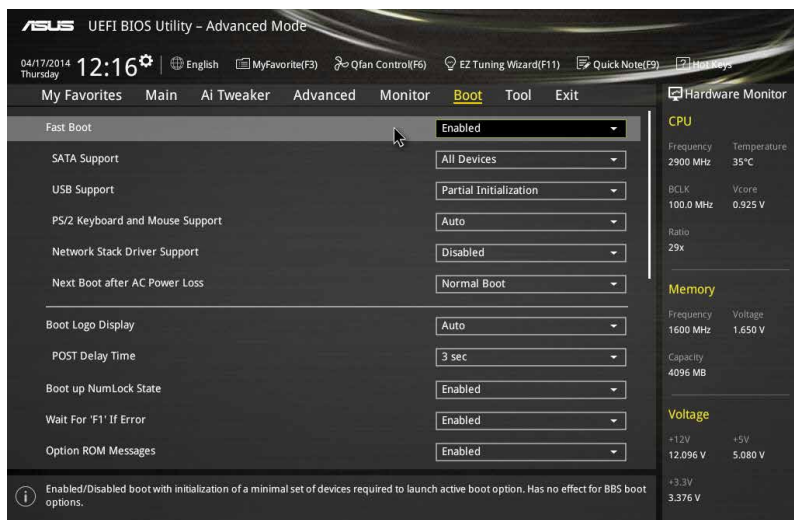 ASUS UEFI BIOS Utility – Advanced Mode
04/17/2014 Thursday 12:16 English MyFavorite(F3) Qfan Control(F6) EZ Tuning Wizard(F11) Quick Note(F9) ? Hot Keys
My Favorites Main Ai Tweaker Advanced Monitor Boot Tool Exit
Fast Boot Enabled
SATA Support All Devices
USB Support Partial Initialization
PS/2 Keyboard and Mouse Support Auto
Network Stack Driver Support Disabled
Next Boot after AC Power Loss Normal Boot
Boot Logo Display Auto
POST Delay Time 3 sec
Boot up NumLock State Enabled
Wait For 'F1' If Error Enabled
Option ROM Messages Enabled
Enabled/Disabled boot with initialization of a minimal set of devices required to launch active boot option. Has no effect for BBS boot
options.
Hardware Monitor
CPU
Frequency Temperature
2900 MHz 35°C
BCLK Vcore
100.0 MHz 0.925 V
Ratio
29x
Memory
Frequency Voltage
1600 MHz 1.650 V
Capacity
4096 MB
Voltage
+12V +5V
12.096 V 5.080 V
+3.3V
3.376 V